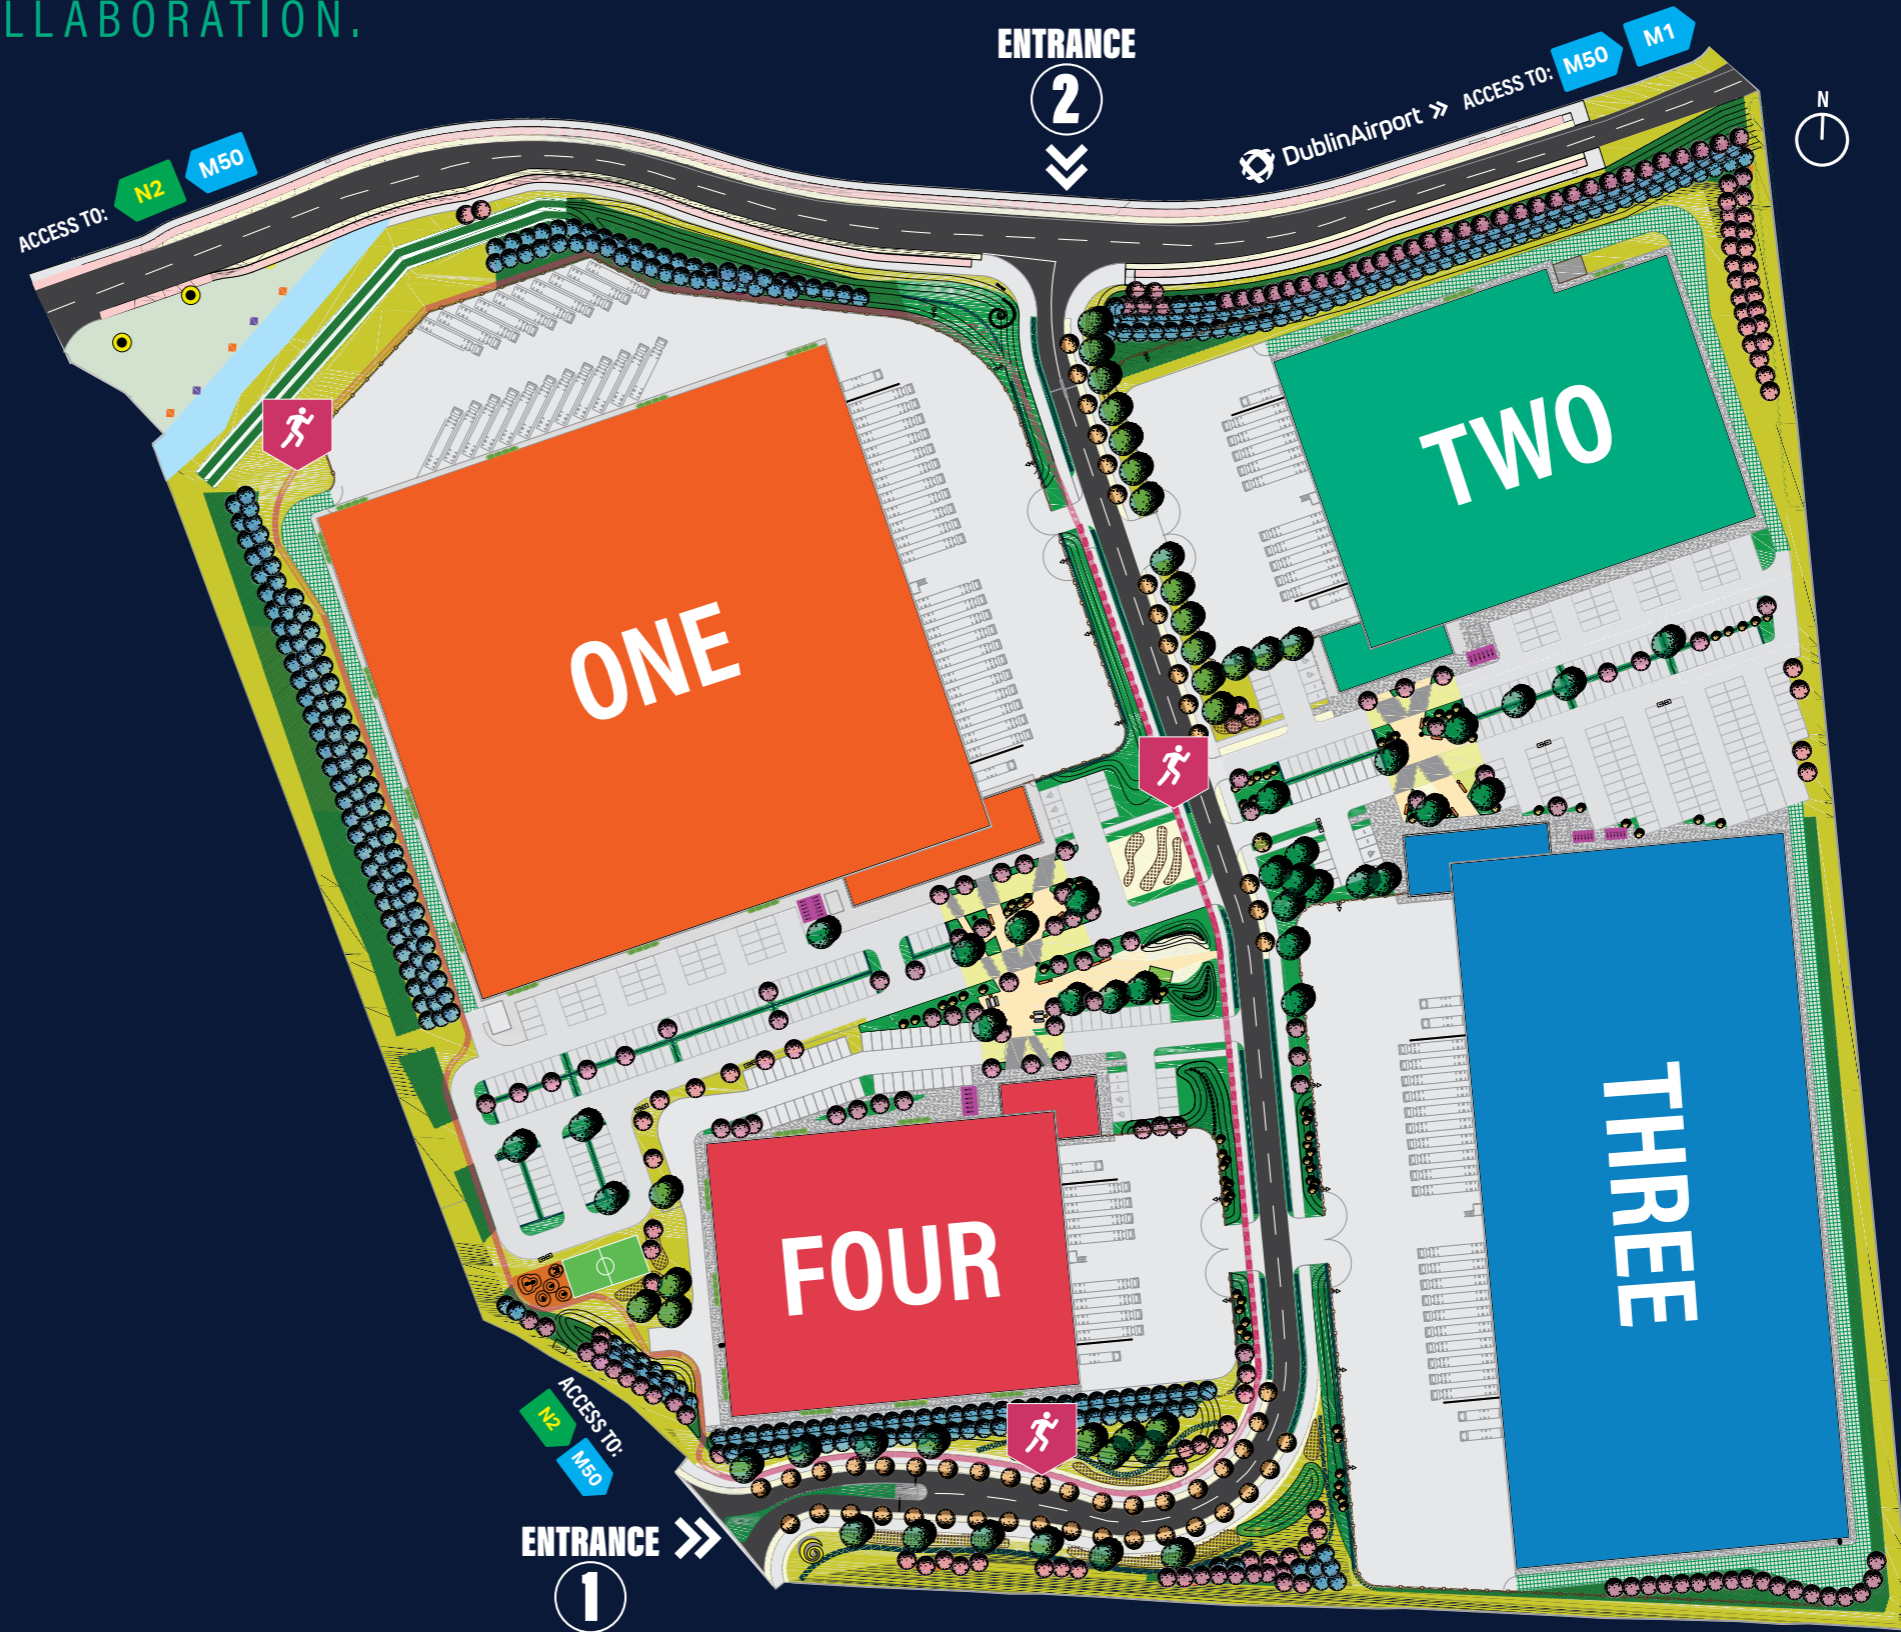 LLABORATION.
ENTRANCE
2
ACCESS TO: N2 M50
DublinAirport » ACCESS TO: M50 M1
N
ONE
TWO
THREE
FOUR
ACCESS TO:
N2
M50
ENTRANCE
1